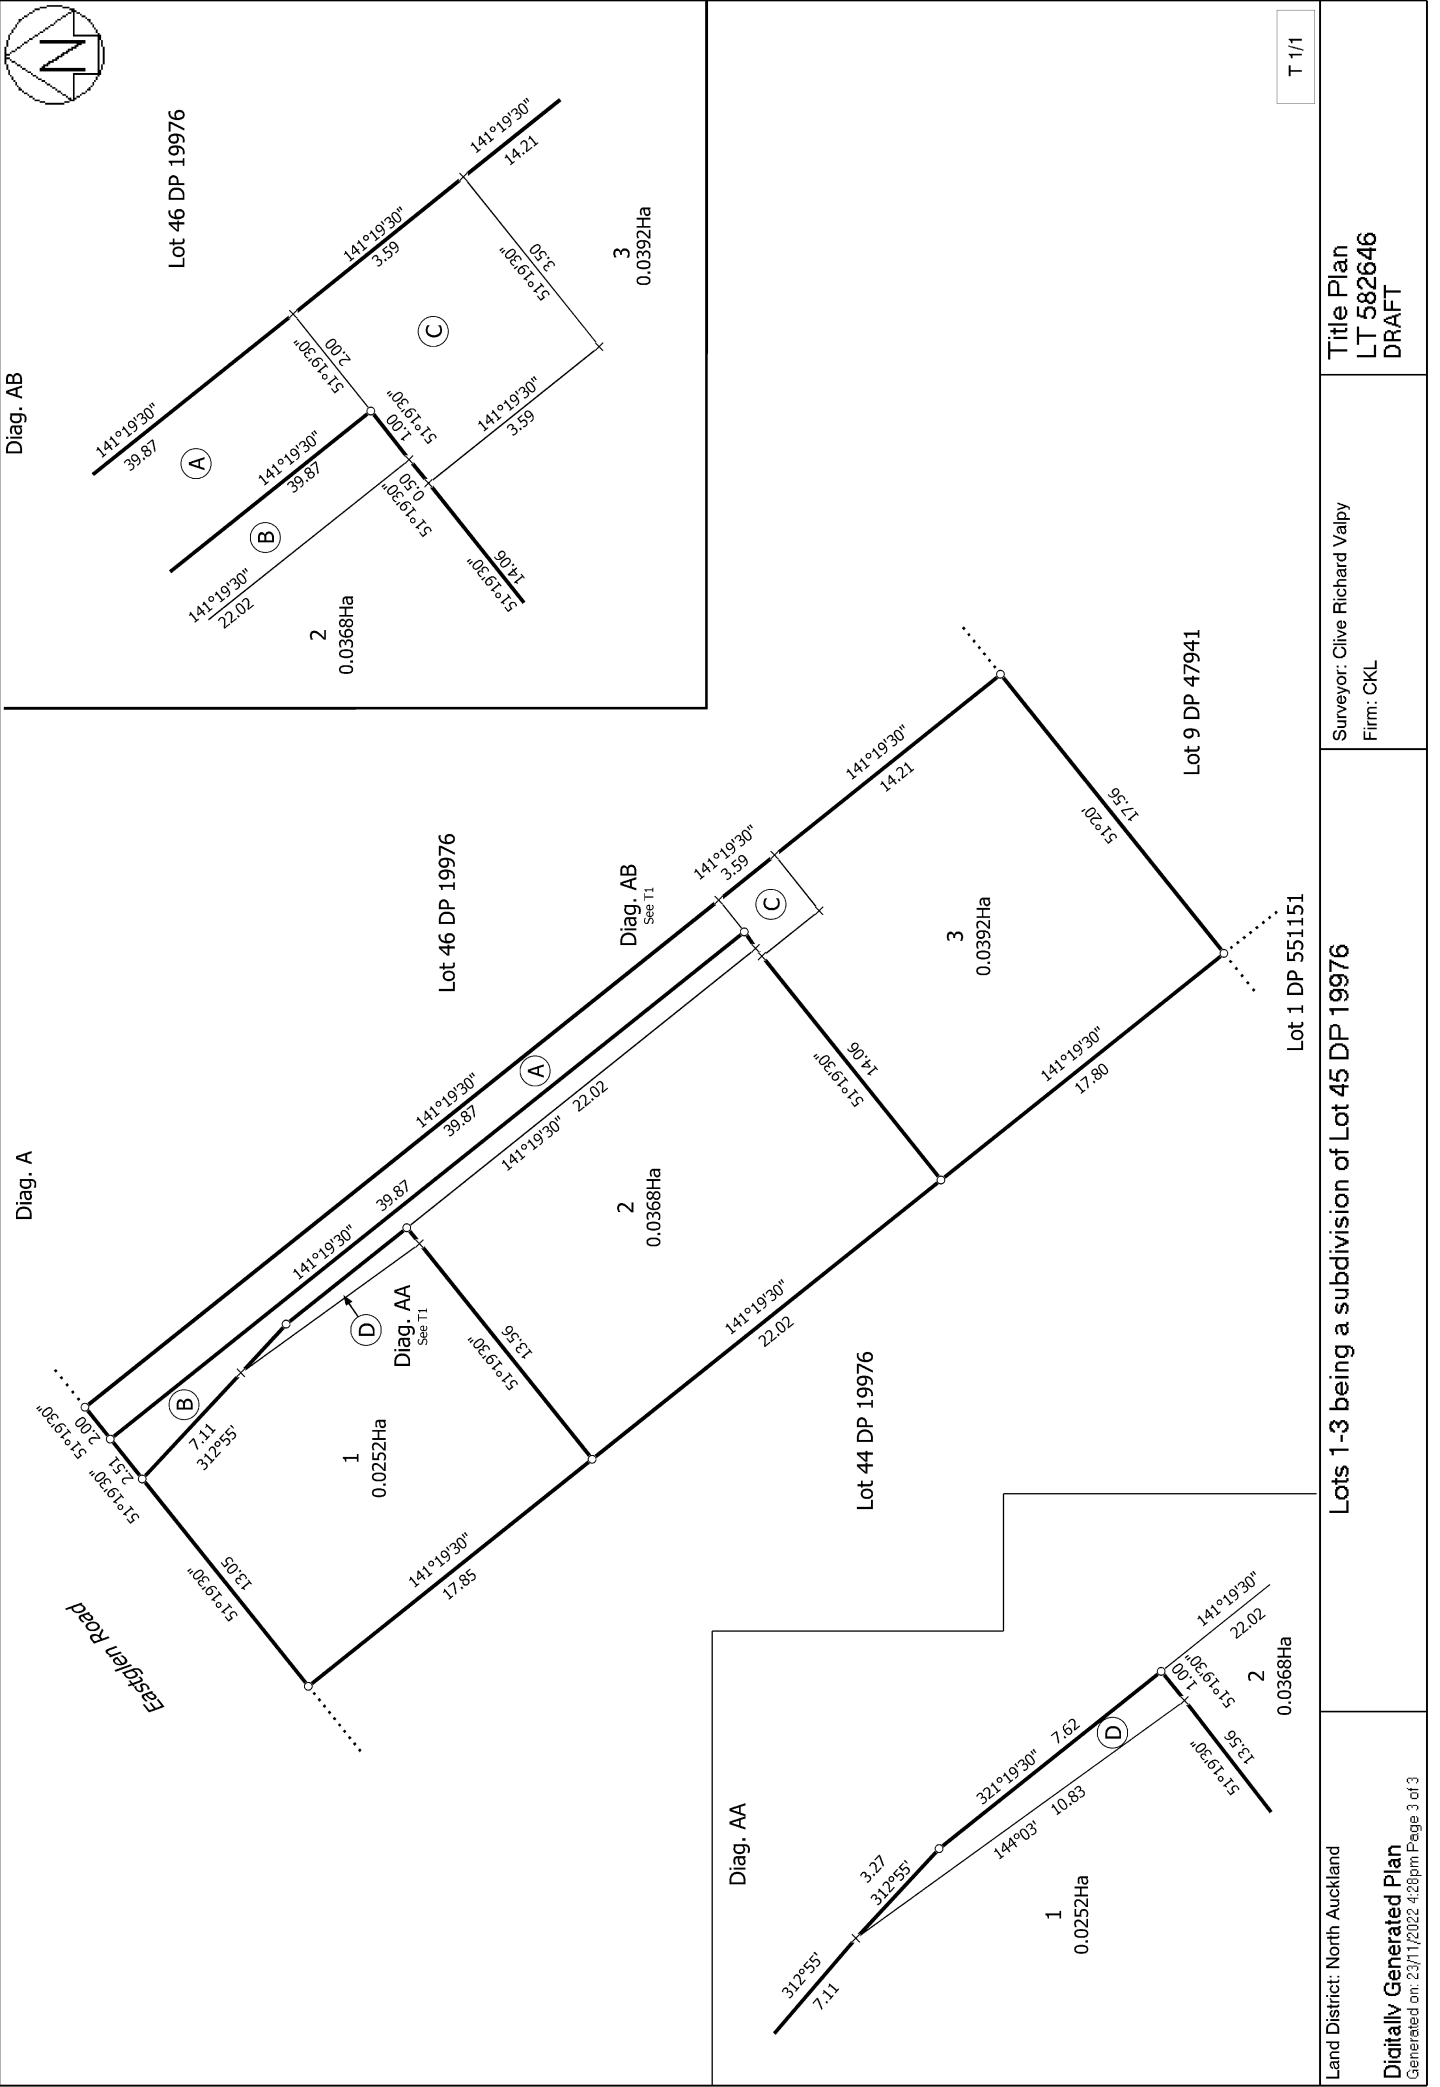 Diag. A
Eastglen Road
51°19'30"
13.05
51°19'30"
2.51
51°19'30"
2.00
7.11
312°55'
B
1
0.0252Ha
141°19'30"
17.85
51°19'30"
13.56
D
Diag. AA
See T1
141°19'30"
39.87
141°19'30"
39.87
A
141°19'30"
22.02
2
0.0368Ha
141°19'30"
22.02
51°19'30"
14.06
Lot 44 DP 19976
Lot 46 DP 19976
Diag. AB
See T1
141°19'30"
3.59
C
141°19'30"
14.21
3
0.0392Ha
141°19'30"
17.80
51°20'
17.56
Lot 9 DP 47941
Lot 1 DP 551151
Diag. AB
N
Lot 46 DP 19976
141°19'30"
39.87
A
141°19'30"
39.87
B
141°19'30"
22.02
2
0.0368Ha
51°19'30"
14.06
51°19'30"
0.50
1.00
51°19'30"
51°19'30"
2.00
141°19'30"
3.59
C
141°19'30"
3.59
51°19'30"
3.50
141°19'30"
14.21
3
0.0392Ha
Diag. AA
312°55'
7.11
3.27
312°55'
321°19'30"
7.62
D
144°03'
10.83
1
0.0252Ha
51°19'30"
13.56
1.00
51°19'30"
141°19'30"
22.02
2
0.0368Ha
T 1/1
Land District: North Auckland
Digitally Generated Plan
Generated on: 23/11/2022 4:28pm Page 3 of 3
Lots 1-3 being a subdivision of Lot 45 DP 19976
Surveyor: Clive Richard Valpy
Firm: CKL
Title Plan
LT 582646
DRAFT